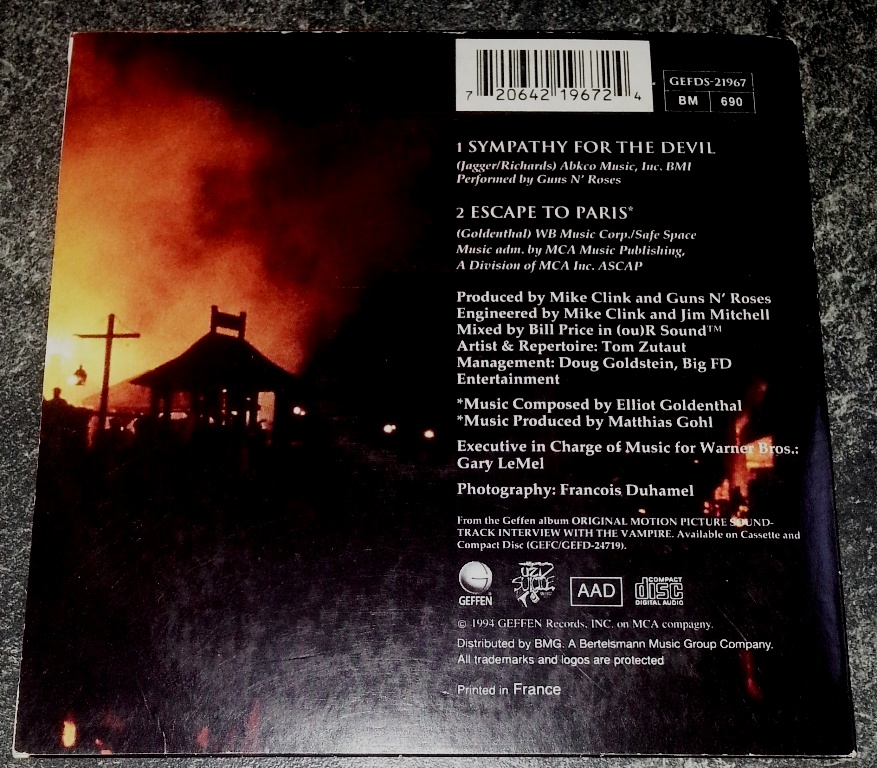 7 20642 19672 4
GEFDS-21967
BM 690
1 SYMPATHY FOR THE DEVIL
(Jagger/Richards) Abkco Music, Inc. BMI
Performed by Guns N' Roses
2 ESCAPE TO PARIS*
(Goldenthal) WB Music Corp./Safe Space
Music adm. by MCA Music Publishing,
A Division of MCA Inc. ASCAP
Produced by Mike Clink and Guns N' Roses
Engineered by Mike Clink and Jim Mitchell
Mixed by Bill Price in (ou)R Sound™
Artist & Repertoire: Tom Zutaut
Management: Doug Goldstein, Big FD
Entertainment
*Music Composed by Elliot Goldenthal
*Music Produced by Matthias Gohl
Executive in Charge of Music for Warner Bros.:
Gary LeMel
Photography: Francois Duhamel
From the Geffen album ORIGINAL MOTION PICTURE SOUND-
TRACK INTERVIEW WITH THE VAMPIRE. Available on Cassette and
Compact Disc (GEFC/GEFD-24719).
GEFFEN
UZI SUICIDE
AAD
COMPACT disc DIGITAL AUDIO
© 1994 GEFFEN Records, INC. on MCA compagny.
Distributed by BMG. A Bertelsmann Music Group Company.
All trademarks and logos are protected
Printed in France